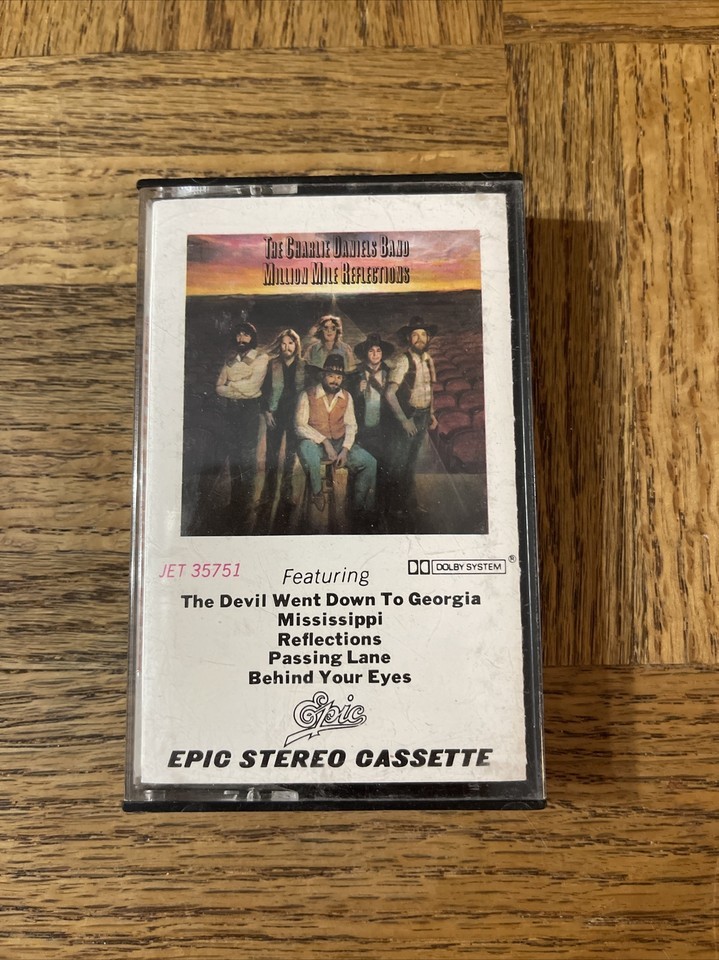 The Charlie Daniels Band
Million Mile Reflections
JET 35751
Featuring
DOLBY SYSTEM®
The Devil Went Down To Georgia
Mississippi
Reflections
Passing Lane
Behind Your Eyes
Epic
EPIC STEREO CASSETTE